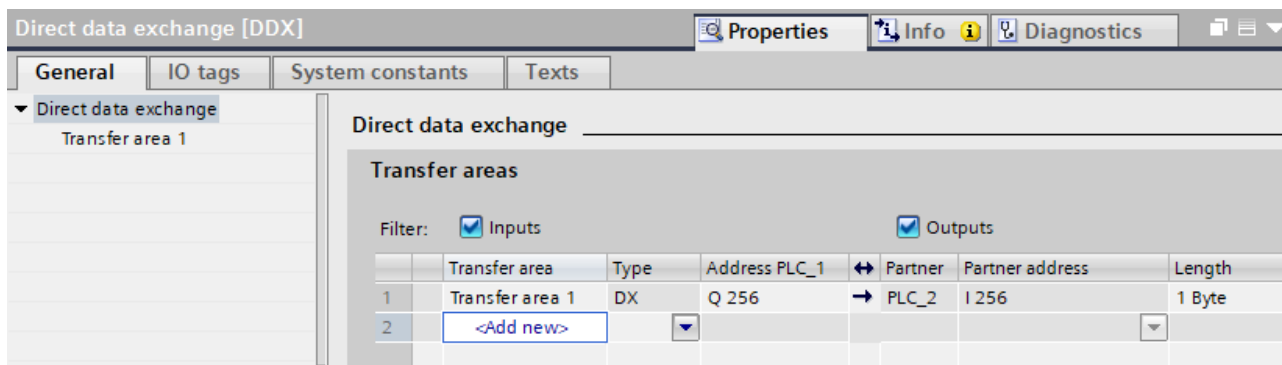 Direct data exchange [DDX] Properties Info Diagnostics
General IO tags System constants Texts
Direct data exchange
Transfer area 1
Direct data exchange
Transfer areas
Filter: Inputs Outputs
Transfer area Type Address PLC_1 ↔ Partner Partner address Length
1 Transfer area 1 DX Q 256 → PLC_2 I 256 1 Byte
2 <Add new>